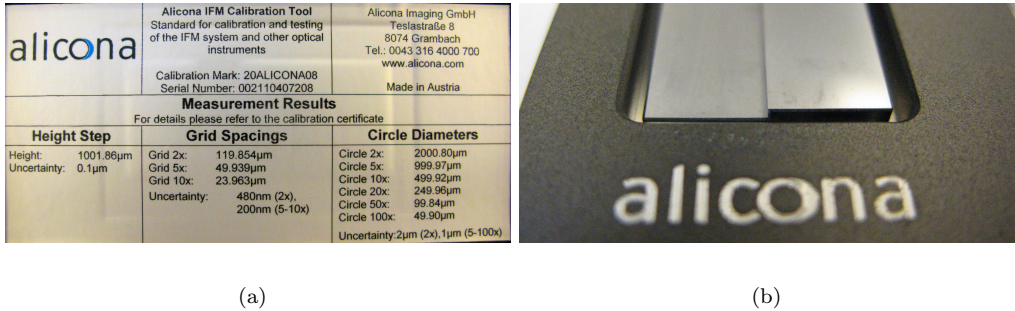 alicona
Alicona IFM Calibration Tool
Standard for calibration and testing
of the IFM system and other optical
instruments
Calibration Mark: 20ALICONA08
Serial Number: 002110407208
Alicona Imaging GmbH
Teslastraße 8
8074 Grambach
Tel.: 0043 316 4000 700
www.alicona.com
Made in Austria
Measurement Results
For details please refer to the calibration certificate
Height Step
Height: 1001.86µm
Uncertainty: 0.1µm
Grid Spacings
Grid 2x: 119.854µm
Grid 5x: 49.939µm
Grid 10x: 23.963µm
Uncertainty: 480nm (2x),
200nm (5-10x)
Circle Diameters
Circle 2x: 2000.80µm
Circle 5x: 999.97µm
Circle 10x: 499.92µm
Circle 20x: 249.96µm
Circle 50x: 99.84µm
Circle 100x: 49.90µm
Uncertainty:2µm (2x),1µm (5-100x)
alicona
(a)
(b)